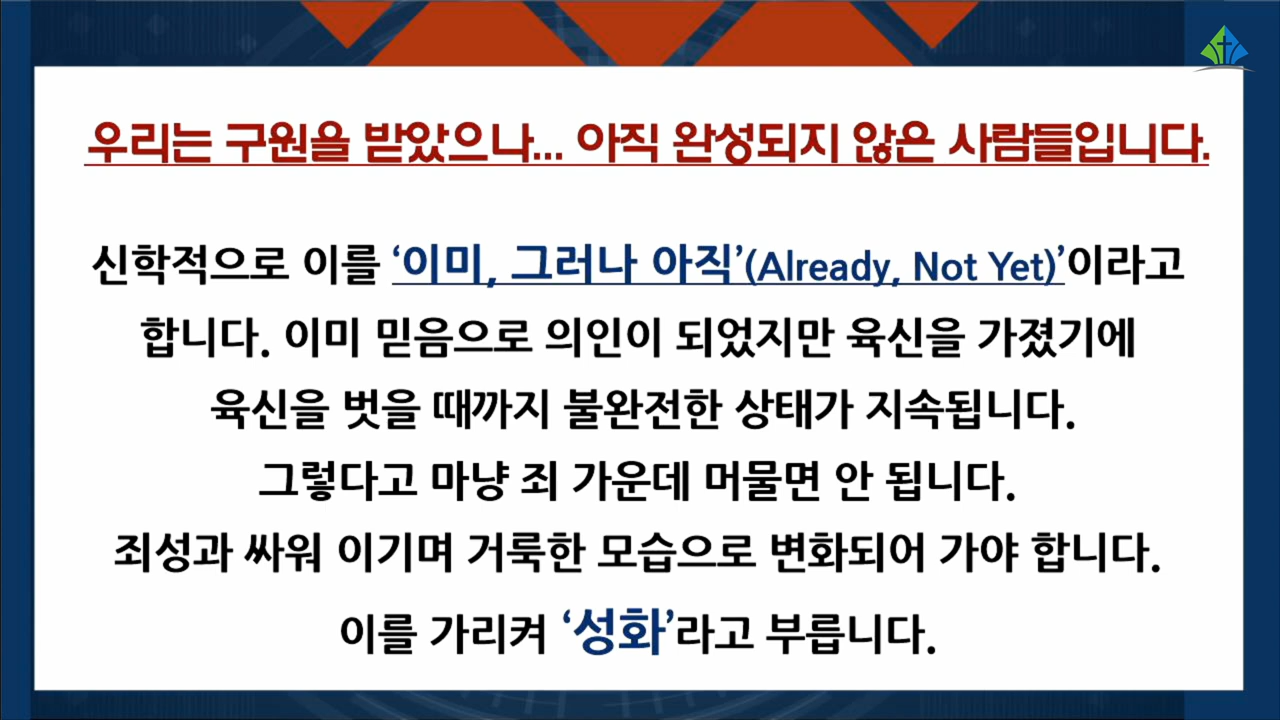 우리는 구원을 받았으나... 아직 완성되지 않은 사람들입니다.
신학적으로 이를 ‘이미, 그러나 아직’(Already, Not Yet)’이라고
합니다. 이미 믿음으로 의인이 되었지만 육신을 가졌기에
육신을 벗을 때까지 불완전한 상태가 지속됩니다.
그렇다고 마냥 죄 가운데 머물면 안 됩니다.
죄성과 싸워 이기며 거룩한 모습으로 변화되어 가야 합니다.
이를 가리켜 ‘성화’라고 부릅니다.